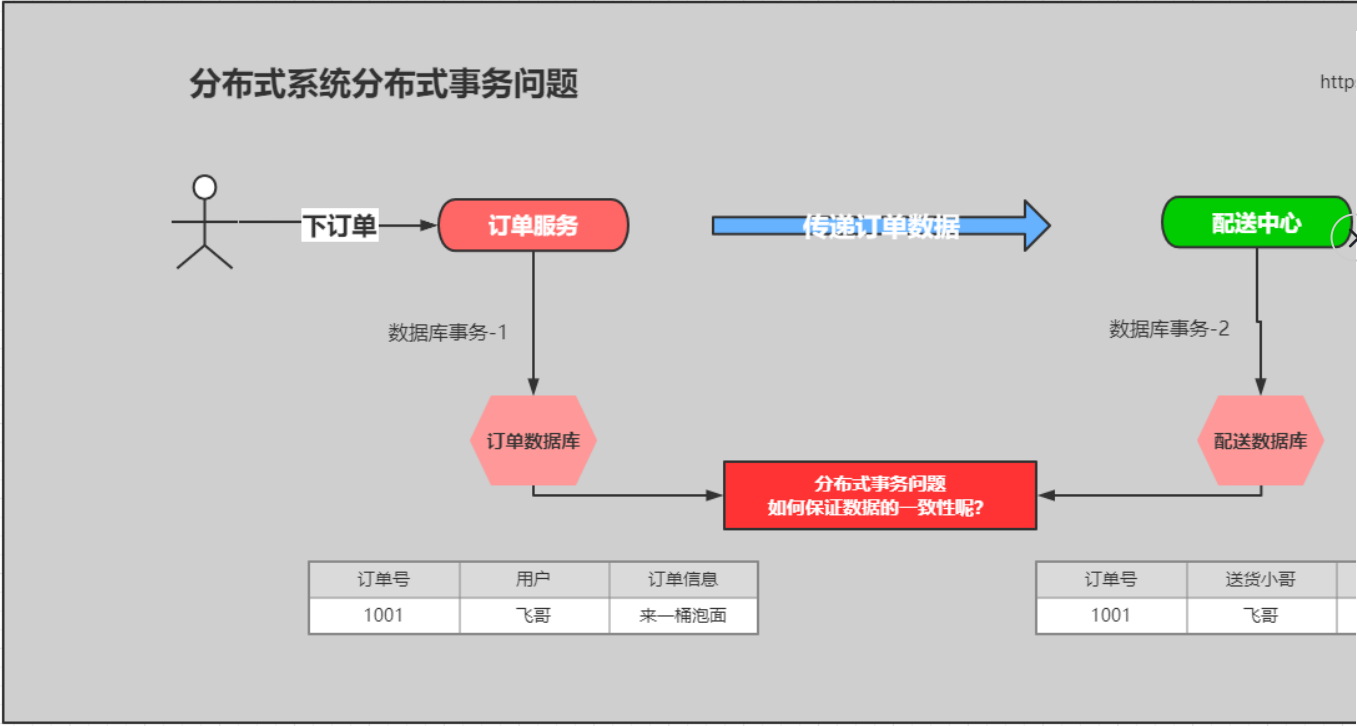 分布式系统分布式事务问题
http
下订单
订单服务
传递订单数据
配送中心
数据库事务-1
数据库事务-2
订单数据库
配送数据库
分布式事务问题
如何保证数据的一致性呢?
订单号 用户 订单信息
1001 飞哥 来一桶泡面
订单号 送货小哥
1001 飞哥